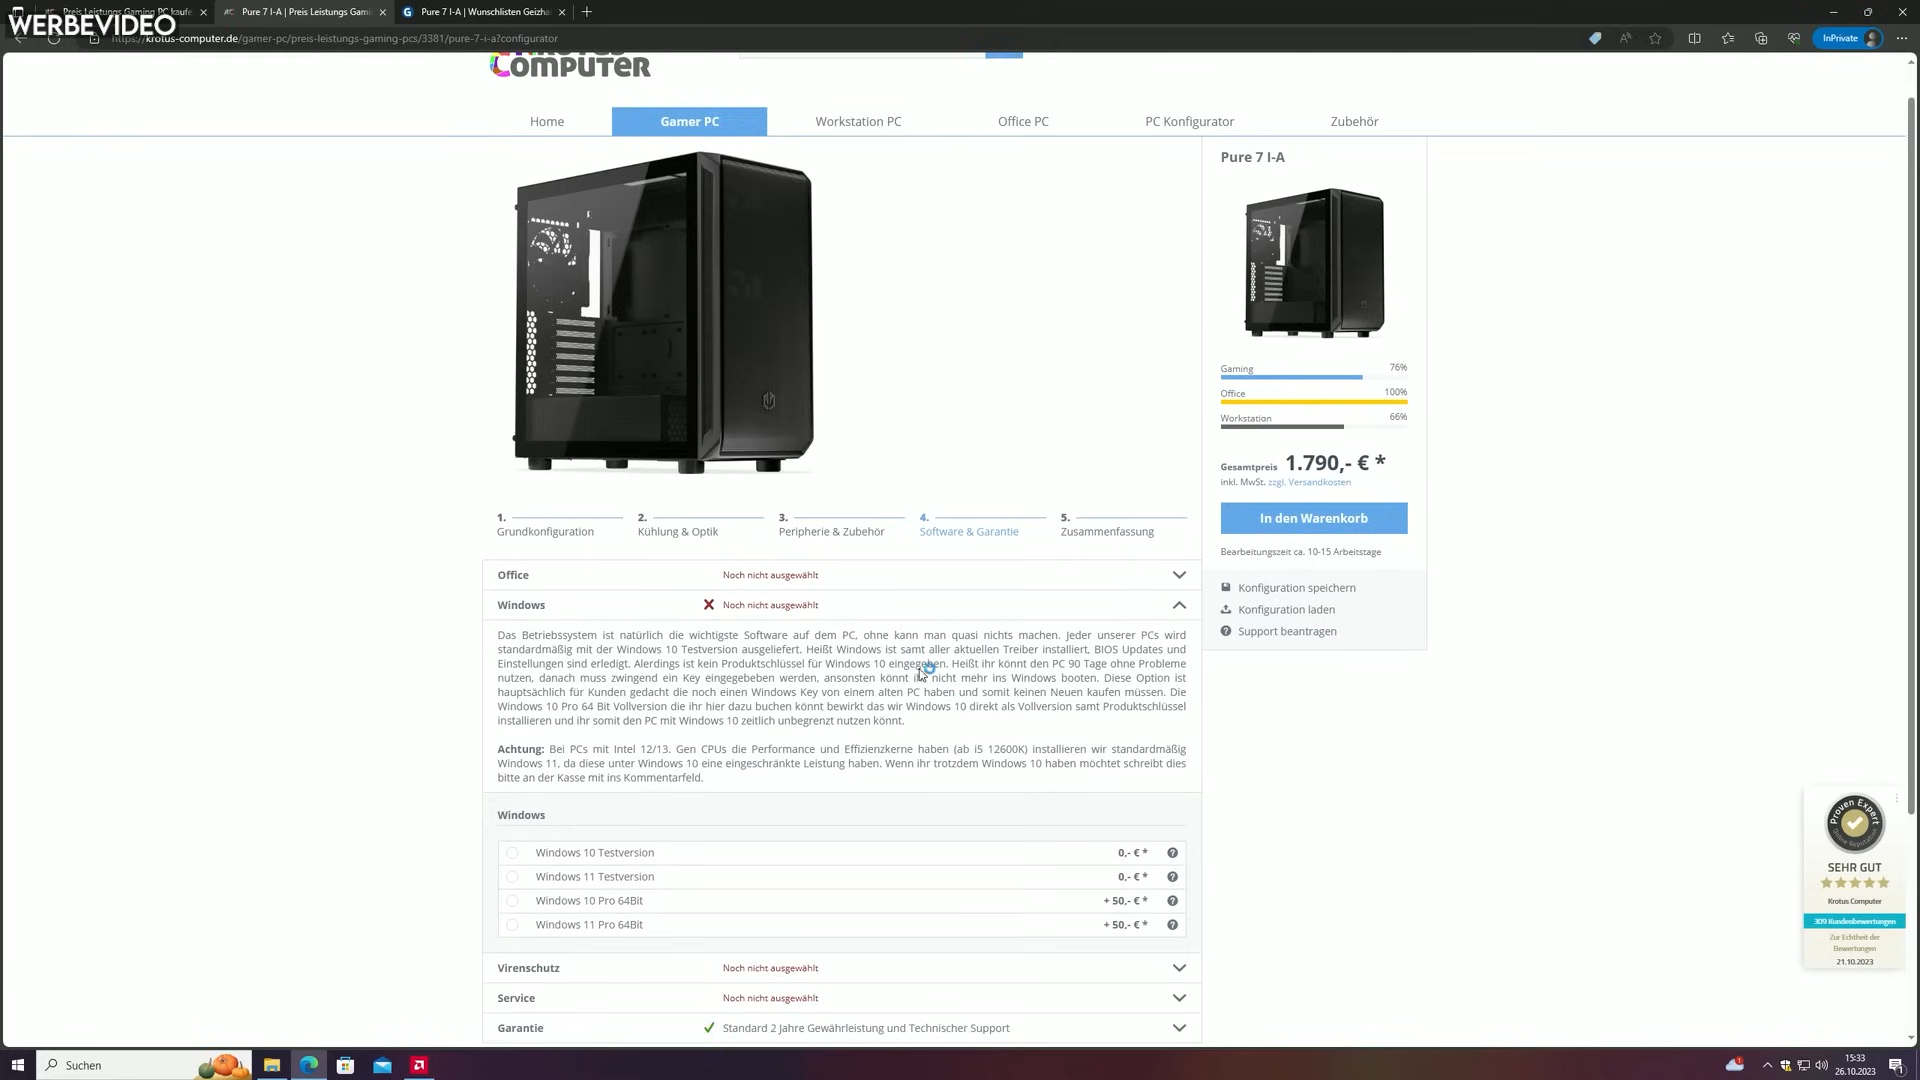 WERBEVIDEO
Preis Leistungs Gaming PC kaufe
Pure 7 I-A | Preis Leistungs Gami
Pure 7 I-A | Wunschlisten Geizha
https://krotus-computer.de/gamer-pc/preis-leistungs-gaming-pcs/3381/pure-7-i-a?configurator
InPrivate
Computer
Home
Gamer PC
Workstation PC
Office PC
PC Konfigurator
Zubehör
Pure 7 I-A
Gaming 76%
Office 100%
Workstation 66%
Gesamtpreis 1.790,- € *
inkl. MwSt. zzgl. Versandkosten
In den Warenkorb
Bearbeitungszeit ca. 10-15 Arbeitstage
Konfiguration speichern
Konfiguration laden
Support beantragen
1. Grundkonfiguration
2. Kühlung & Optik
3. Peripherie & Zubehör
4. Software & Garantie
5. Zusammenfassung
Office Noch nicht ausgewählt
Windows Noch nicht ausgewählt
Das Betriebssystem ist natürlich die wichtigste Software auf dem PC, ohne kann man quasi nichts machen. Jeder unserer PCs wird
standardmäßig mit der Windows 10 Testversion ausgeliefert. Heißt Windows ist samt aller aktuellen Treiber installiert, BIOS Updates und
Einstellungen sind erledigt. Alerdings ist kein Produktschlüssel für Windows 10 eingegeben. Heißt ihr könnt den PC 90 Tage ohne Probleme
nutzen, danach muss zwingend ein Key eingegebeben werden, ansonsten könnt ihr nicht mehr ins Windows booten. Diese Option ist
hauptsächlich für Kunden gedacht die noch einen Windows Key von einem alten PC haben und somit keinen Neuen kaufen müssen. Die
Windows 10 Pro 64 Bit Vollversion die ihr hier dazu buchen könnt bewirkt das wir Windows 10 direkt als Vollversion samt Produktschlüssel
installieren und ihr somit den PC mit Windows 10 zeitlich unbegrenzt nutzen könnt.
Achtung: Bei PCs mit Intel 12/13. Gen CPUs die Performance und Effizienzkerne haben (ab i5 12600K) installieren wir standardmäßig
Windows 11, da diese unter Windows 10 eine eingeschränkte Leistung haben. Wenn ihr trotzdem Windows 10 haben möchtet schreibt dies
bitte an der Kasse mit ins Kommentarfeld.
Windows
Windows 10 Testversion 0,- € *
Windows 11 Testversion 0,- € *
Windows 10 Pro 64Bit + 50,- € *
Windows 11 Pro 64Bit + 50,- € *
Virenschutz Noch nicht ausgewählt
Service Noch nicht ausgewählt
Garantie Standard 2 Jahre Gewährleistung und Technischer Support
Proven Expert
SEHR GUT
Krotus Computer
309 Kundenbewertungen
Zur Echtheit der
Bewertungen
21.10.2023
Suchen
15:33
26.10.2023